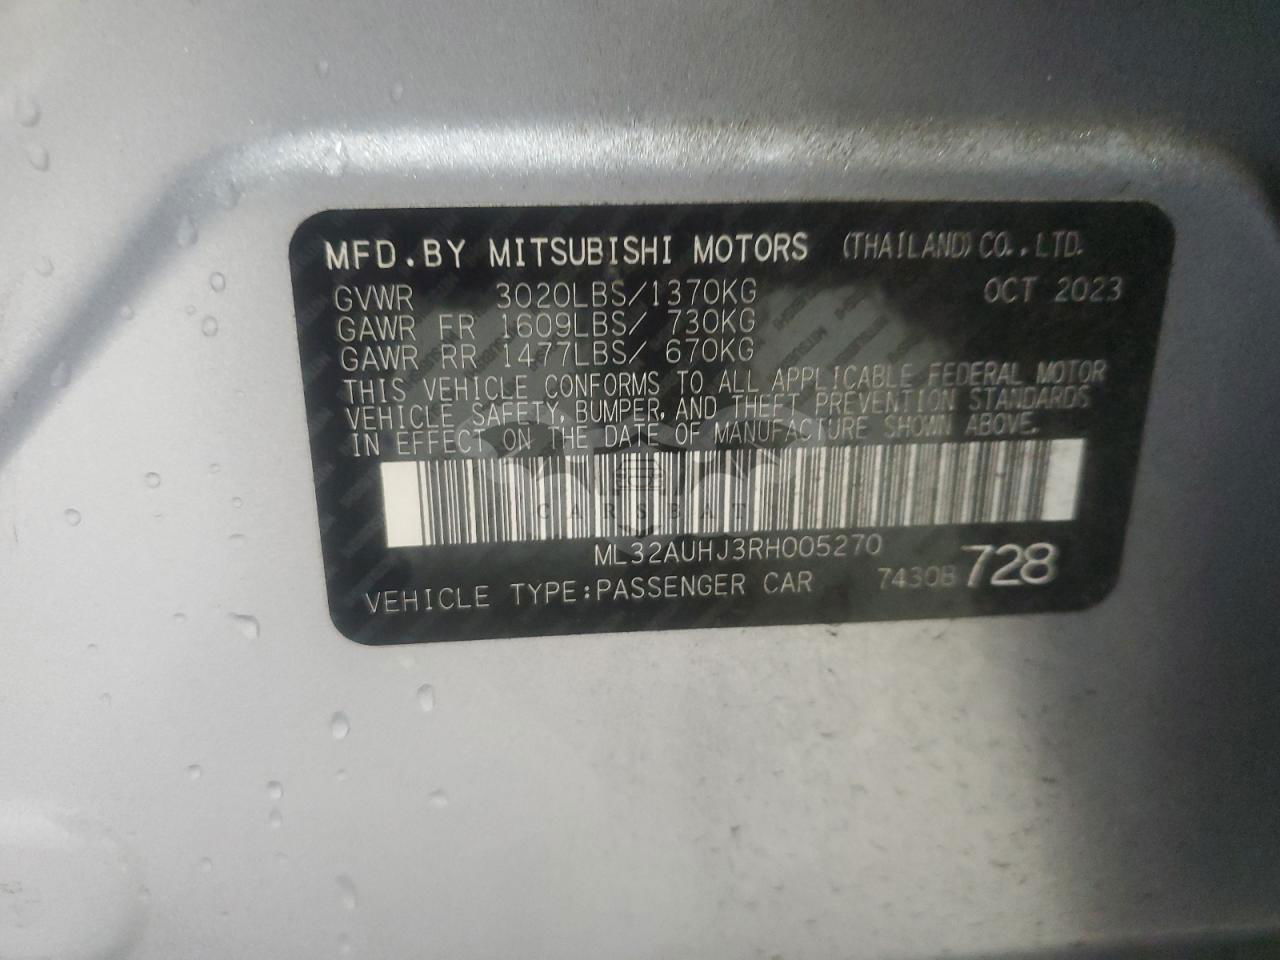 MFD.BY MITSUBISHI MOTORS (THAILAND) CO.,LTD.
GVWR 3020LBS/1370KG OCT 2023
GAWR FR 1609LBS/ 730KG
GAWR RR 1477LBS/ 670KG
THIS VEHICLE CONFORMS TO ALL APPLICABLE FEDERAL MOTOR
VEHICLE SAFETY, BUMPER, AND THEFT PREVENTION STANDARDS
IN EFFECT ON THE DATE OF MANUFACTURE SHOWN ABOVE.
CARSBAT
ML32AUHJ3RH005270
VEHICLE TYPE:PASSENGER CAR 7430B 728